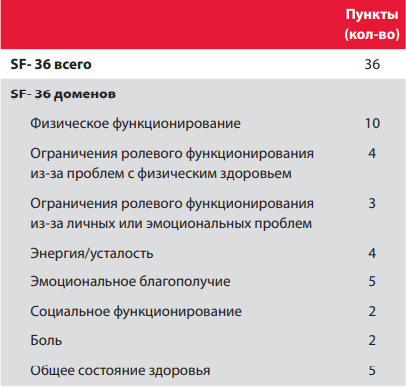 Пункты
(кол-во)
SF- 36 всего 36
SF- 36 доменов
Физическое функционирование 10
Ограничения ролевого функционирования 4
из-за проблем с физическим здоровьем
Ограничения ролевого функционирования 3
из-за личных или эмоциональных проблем
Энергия/усталость 4
Эмоциональное благополучие 5
Социальное функционирование 2
Боль 2
Общее состояние здоровья 5